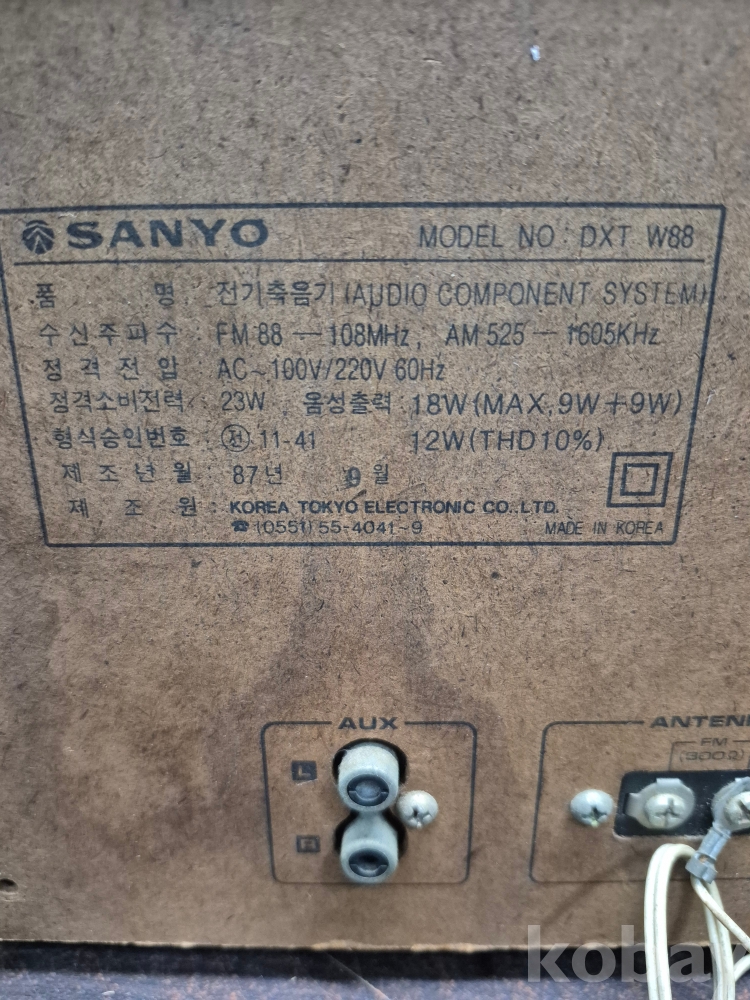 SANYO MODEL NO : DXT W88
품 명 : 전기축음기 (AUDIO COMPONENT SYSTEM)
수신주파수 : FM 88 — 108MHz, AM 525 — 1605KHz
정격전압 : AC ~ 100V/220V 60Hz
정격소비전력 : 23W 음성출력 : 18W (MAX, 9W+9W)
형식승인번호 : 전 11-41 12W (THD10%)
제조년월 : 87년 9월
제 조 원 : KOREA TOKYO ELECTRONIC CO., LTD.
☎ (0551) 55-4041~9 MADE IN KOREA
AUX
L
R
FM
(300Ω)